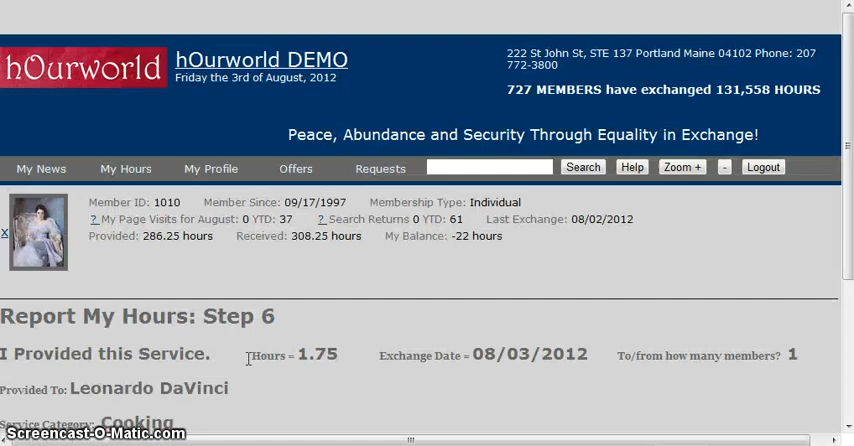 hOurworld
hOurworld DEMO
Friday the 3rd of August, 2012
222 St John St, STE 137 Portland Maine 04102 Phone: 207
772-3800
727 MEMBERS have exchanged 131,558 HOURS
Peace, Abundance and Security Through Equality in Exchange!
My News My Hours My Profile Offers Requests Search Help Zoom + - Logout
Member ID: 1010 Member Since: 09/17/1997 Membership Type: Individual
? My Page Visits for August: 0 YTD: 37 ? Search Returns 0 YTD: 61 Last Exchange: 08/02/2012
X Provided: 286.25 hours Received: 308.25 hours My Balance: -22 hours
Report My Hours: Step 6
I Provided this Service. Hours = 1.75 Exchange Date = 08/03/2012 To/from how many members? 1
Provided To: Leonardo DaVinci
Service Category: Cooking
Screencast-O-Matic.com